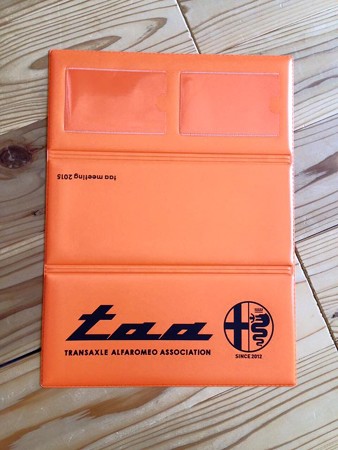 taa meeting 2015
taa
TRANSAXLE ALFAROMEO ASSOCIATION
SINCE 2012